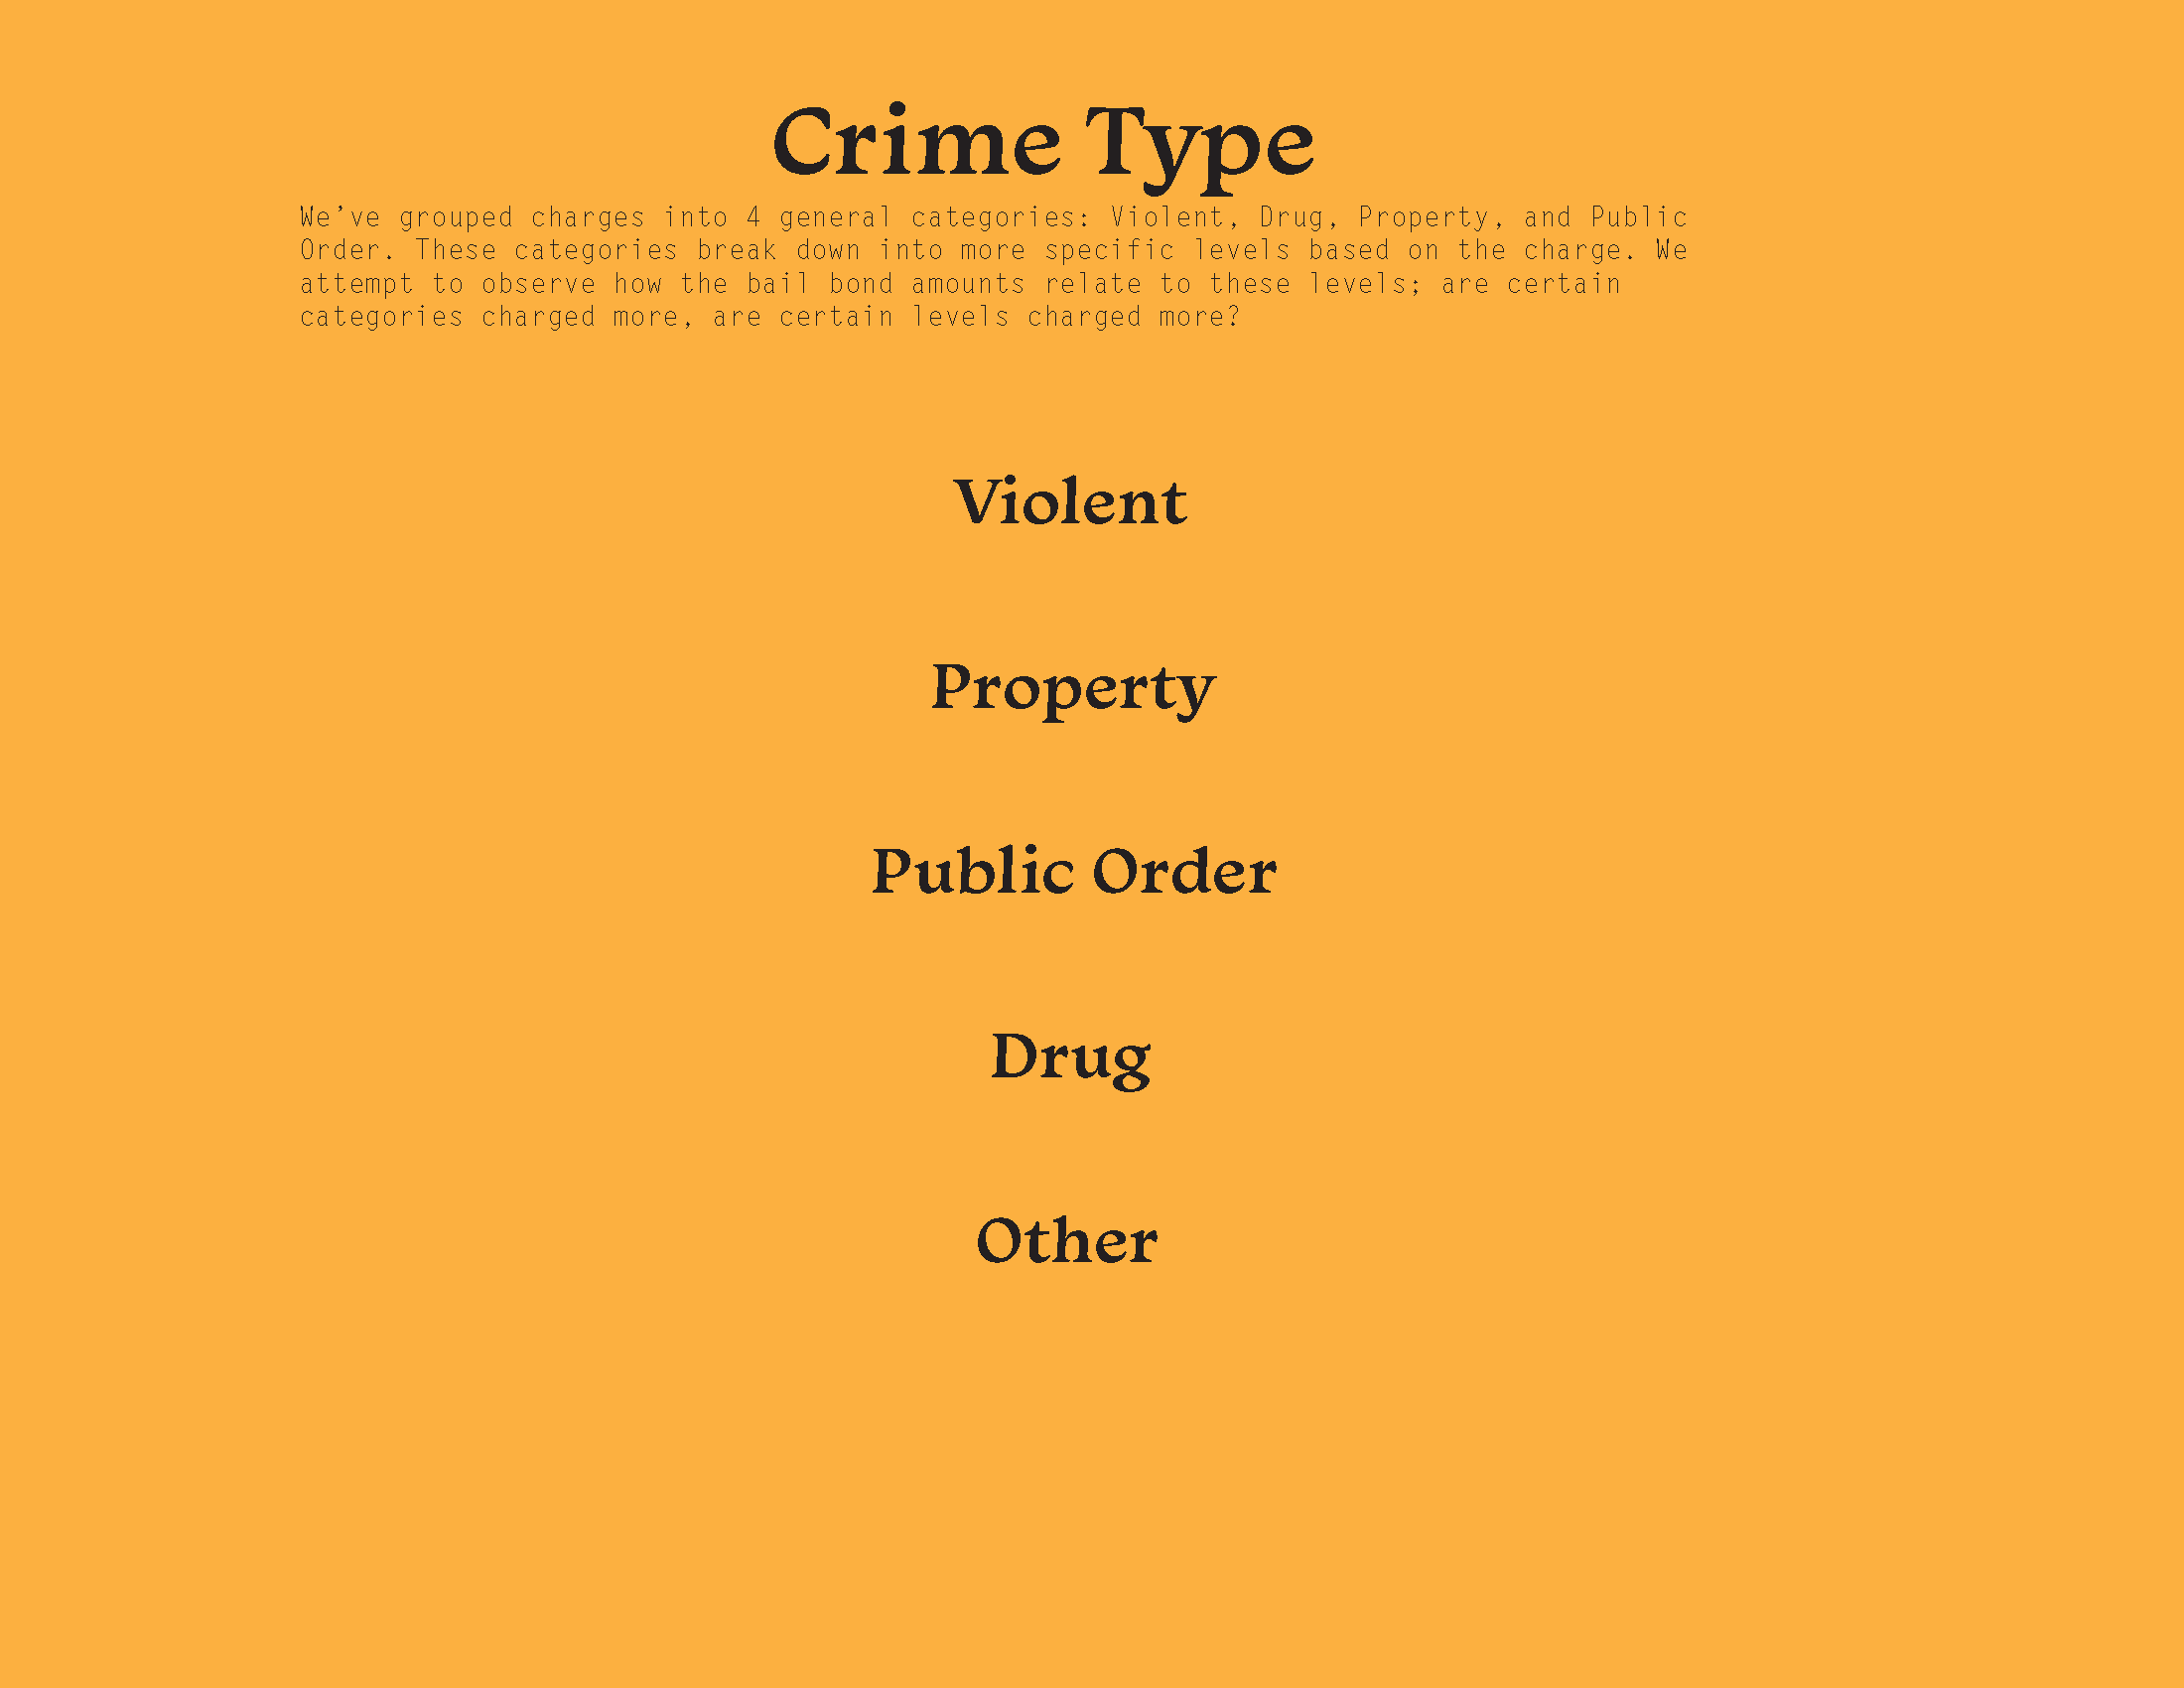 Crime Type
We’ve grouped charges into 4 general categories: Violent, Drug, Property, and Public
Order. These categories break down into more specific levels based on the charge. We
attempt to observe how the bail bond amounts relate to these levels; are certain
categories charged more, are certain levels charged more?
Violent
Property
Public Order
Drug
Other